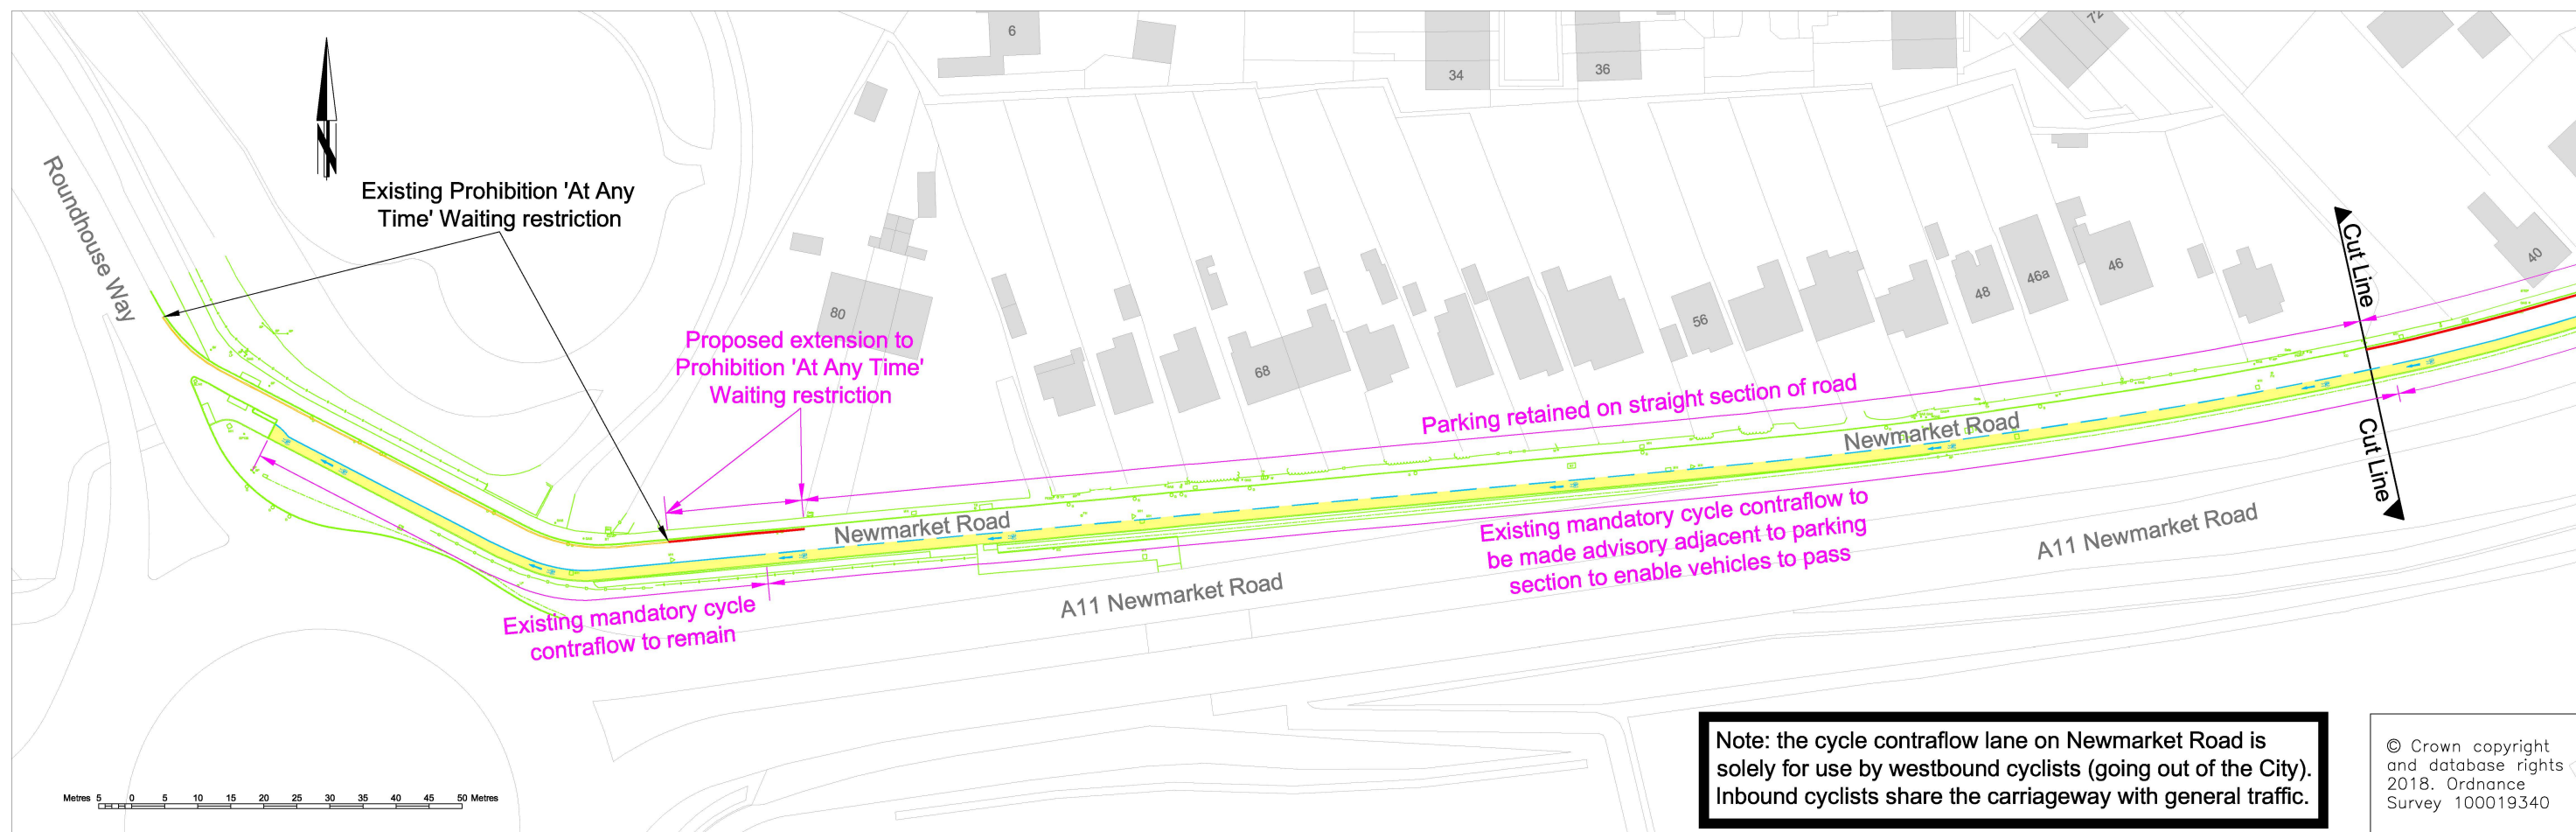 6
34
36
72
Roundhouse Way
Existing Prohibition 'At Any
Time' Waiting restriction
80
Proposed extension to
Prohibition 'At Any Time'
Waiting restriction
68
56
48
46a
46
40
Cut Line
Cut Line
Parking retained on straight section of road
Newmarket Road
Newmarket Road
Existing mandatory cycle contraflow to
be made advisory adjacent to parking
section to enable vehicles to pass
A11 Newmarket Road
A11 Newmarket Road
Existing mandatory cycle
contraflow to remain
N
Metres 5 0 5 10 15 20 25 30 35 40 45 50 Metres
Note: the cycle contraflow lane on Newmarket Road is
solely for use by westbound cyclists (going out of the City).
Inbound cyclists share the carriageway with general traffic.
© Crown copyright
and database rights
2018. Ordnance
Survey 100019340